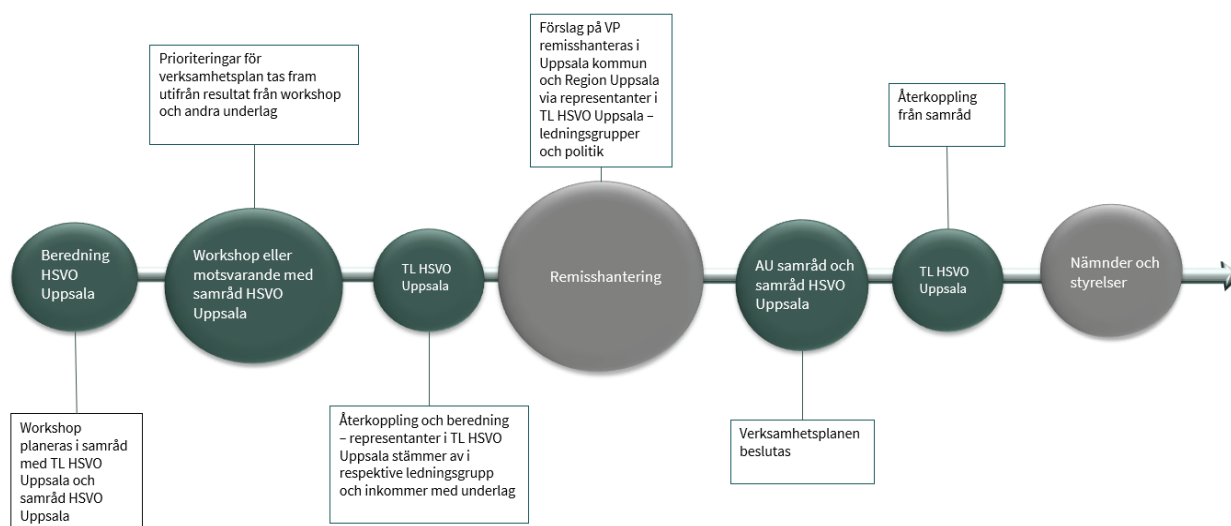 Prioriteringar för
verksamhetsplan tas fram
utifrån resultat från workshop
och andra underlag
Förslag på VP
remisshanteras i
Uppsala kommun
och Region Uppsala
via representanter i
TL HSVO Uppsala –
ledningsgrupper
och politik
Återkoppling
från samråd
Beredning
HSVO
Uppsala
Workshop eller
motsvarande med
samråd HSVO
Uppsala
TL HSVO
Uppsala
Remisshantering
AU samråd och
samråd HSVO
Uppsala
TL HSVO
Uppsala
Nämnder och
styrelser
Workshop
planeras i samråd
med TL HSVO
Uppsala och
samråd HSVO
Uppsala
Återkoppling och beredning
– representanter i TL HSVO
Uppsala stämmer av i
respektive ledningsgrupp
och inkommer med underlag
Verksamhetsplanen
beslutas